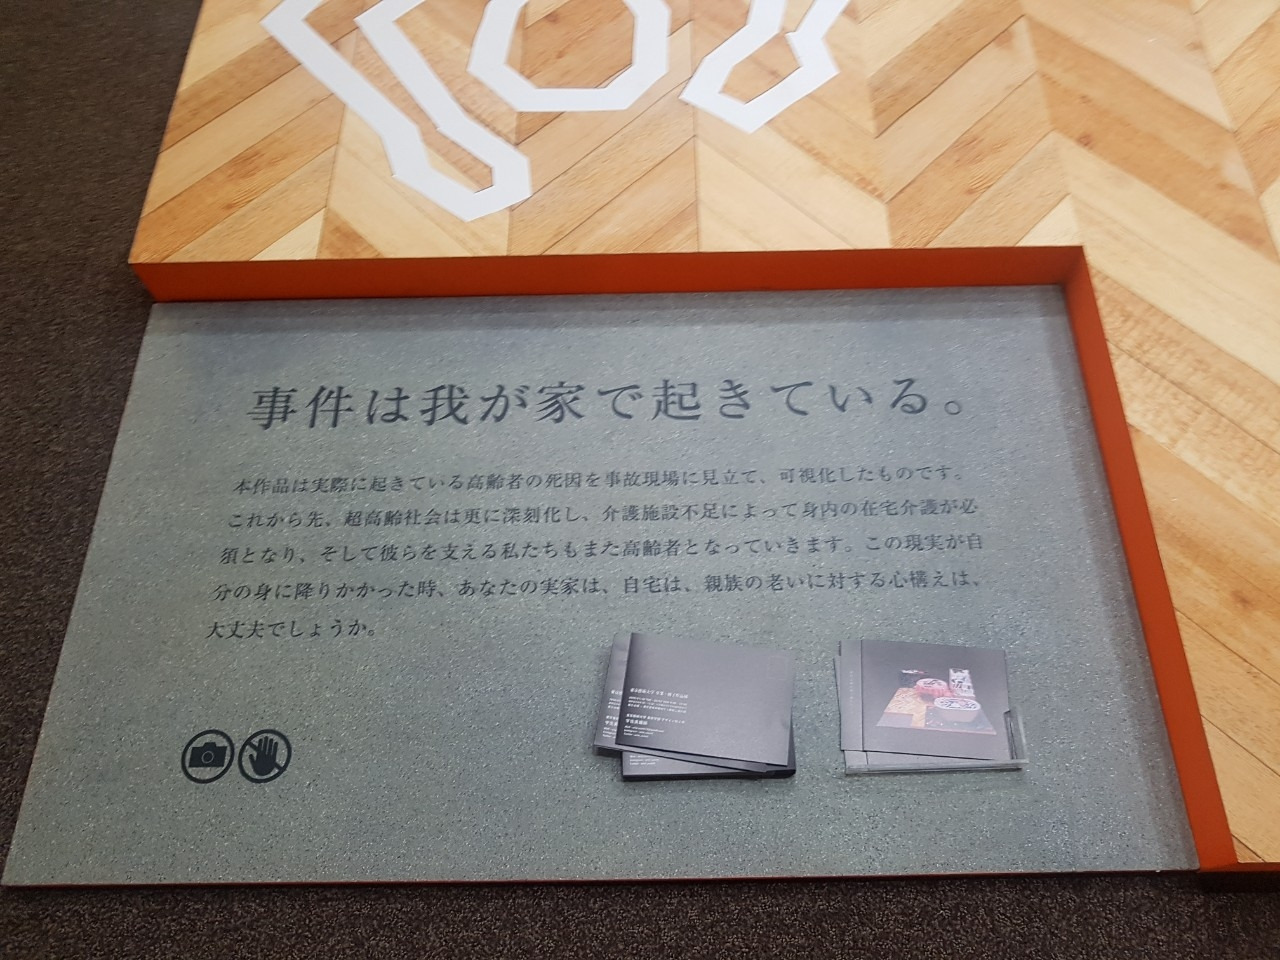 事件は我が家で起きている。
本作品は実際に起きている高齢者の死因を事故現場に見立て、可視化したものです。
これから先、超高齢社会は更に深刻化し、介護施設不足によって身内の在宅介護が必
須となり、そして彼らを支える私たちもまた高齢者となっていきます。この現実が自
分の身に降りかかった時、あなたの実家は、自宅は、親族の老いに対する心構えは、
大丈夫でしょうか。